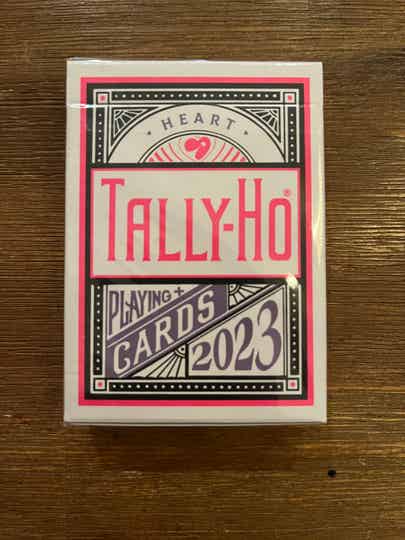 HEART
TALLY-HO®
PLAYING +
CARDS
2023